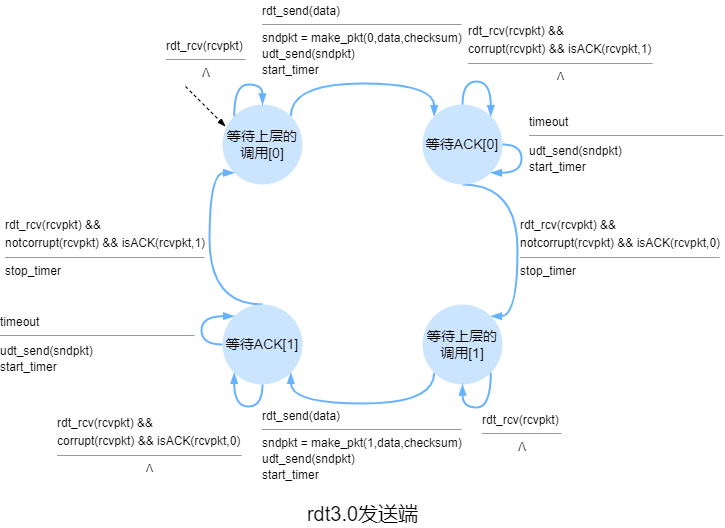 rdt_send(data)
sndpkt = make_pkt(0,data,checksum)
udt_send(sndpkt)
start_timer
rdt_rcv(rcvpkt)
Λ
rdt_rcv(rcvpkt) &&
corrupt(rcvpkt) && isACK(rcvpkt,1)
Λ
等待上层的
调用[0]
等待ACK[0]
timeout
udt_send(sndpkt)
start_timer
rdt_rcv(rcvpkt) &&
notcorrupt(rcvpkt) && isACK(rcvpkt,1)
stop_timer
rdt_rcv(rcvpkt) &&
notcorrupt(rcvpkt) && isACK(rcvpkt,0)
stop_timer
timeout
udt_send(sndpkt)
start_timer
等待ACK[1]
等待上层的
调用[1]
rdt_rcv(rcvpkt) &&
corrupt(rcvpkt) && isACK(rcvpkt,0)
Λ
rdt_send(data)
sndpkt = make_pkt(1,data,checksum)
udt_send(sndpkt)
start_timer
rdt_rcv(rcvpkt)
Λ
rdt3.0发送端